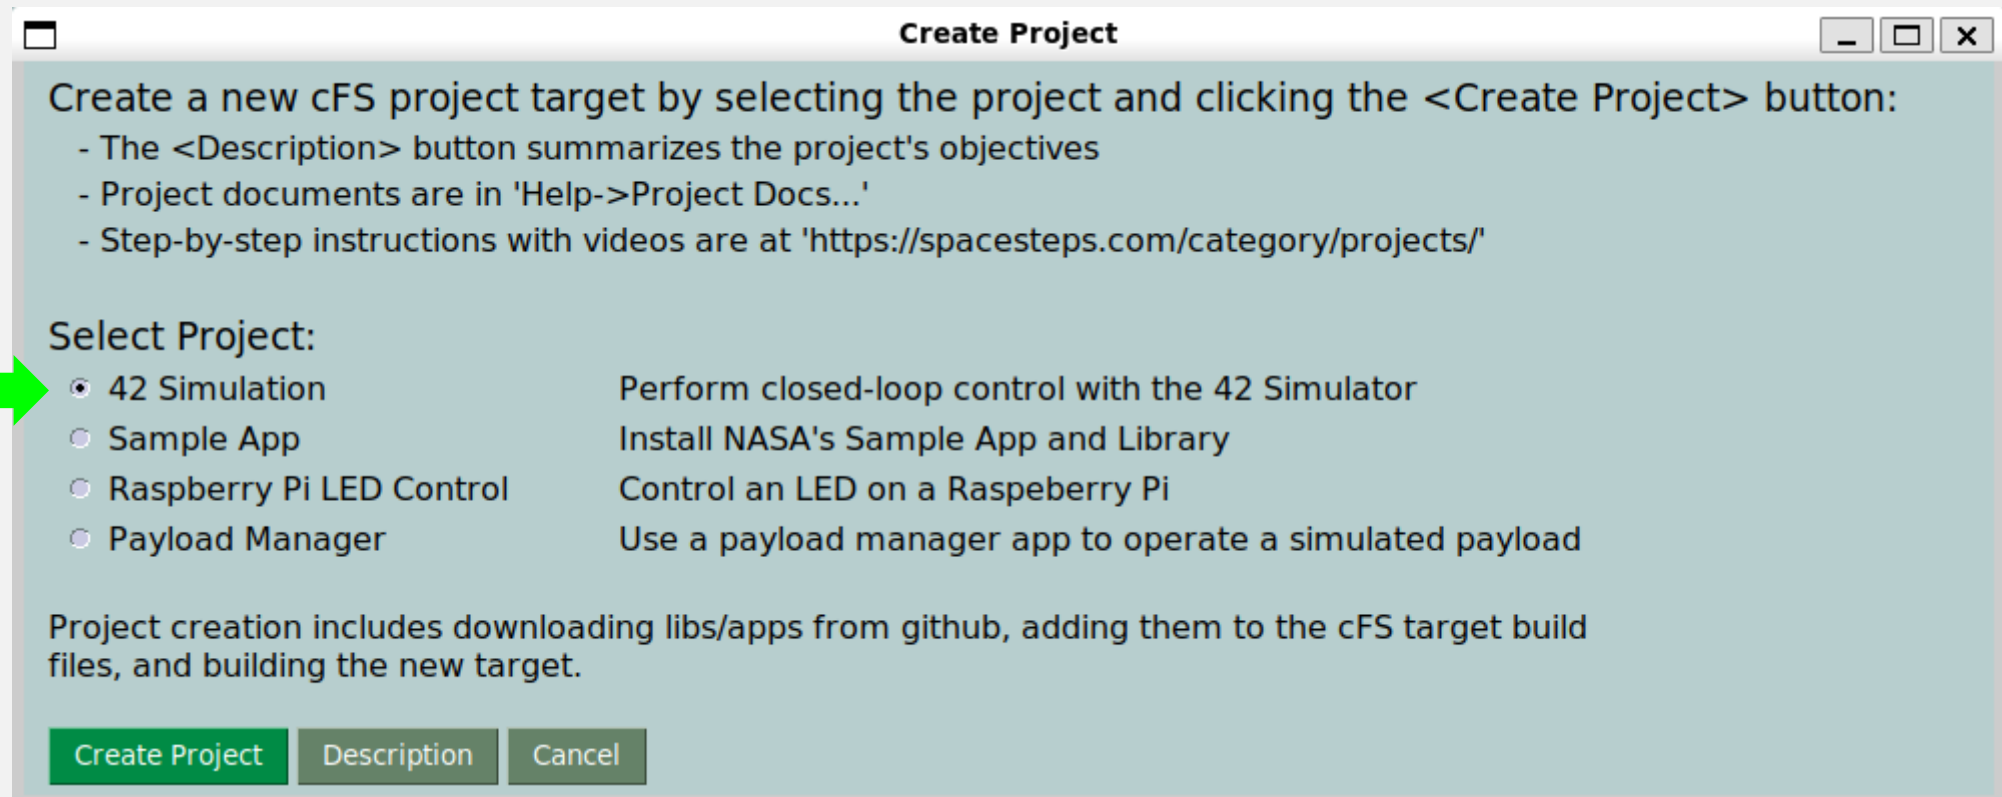 Create Project
Create a new cFS project target by selecting the project and clicking the <Create Project> button:
- The <Description> button summarizes the project's objectives
- Project documents are in 'Help->Project Docs...'
- Step-by-step instructions with videos are at 'https://spacesteps.com/category/projects/'
Select Project:
42 Simulation Perform closed-loop control with the 42 Simulator
Sample App Install NASA's Sample App and Library
Raspberry Pi LED Control Control an LED on a Raspeberry Pi
Payload Manager Use a payload manager app to operate a simulated payload
Project creation includes downloading libs/apps from github, adding them to the cFS target build
files, and building the new target.
Create Project Description Cancel